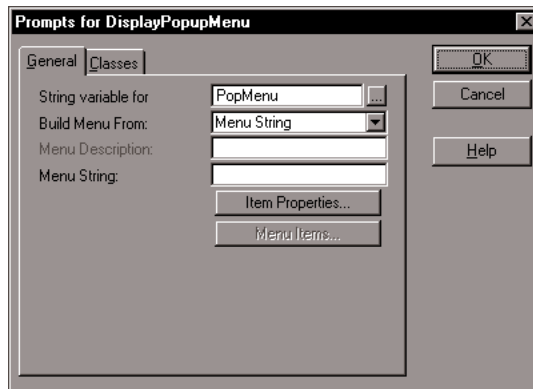 Prompts for DisplayPopupMenu
General Classes
OK
String variable for PopMenu ...
Cancel
Build Menu From: Menu String
Menu Description:
Help
Menu String:
Item Properties...
Menu Items...